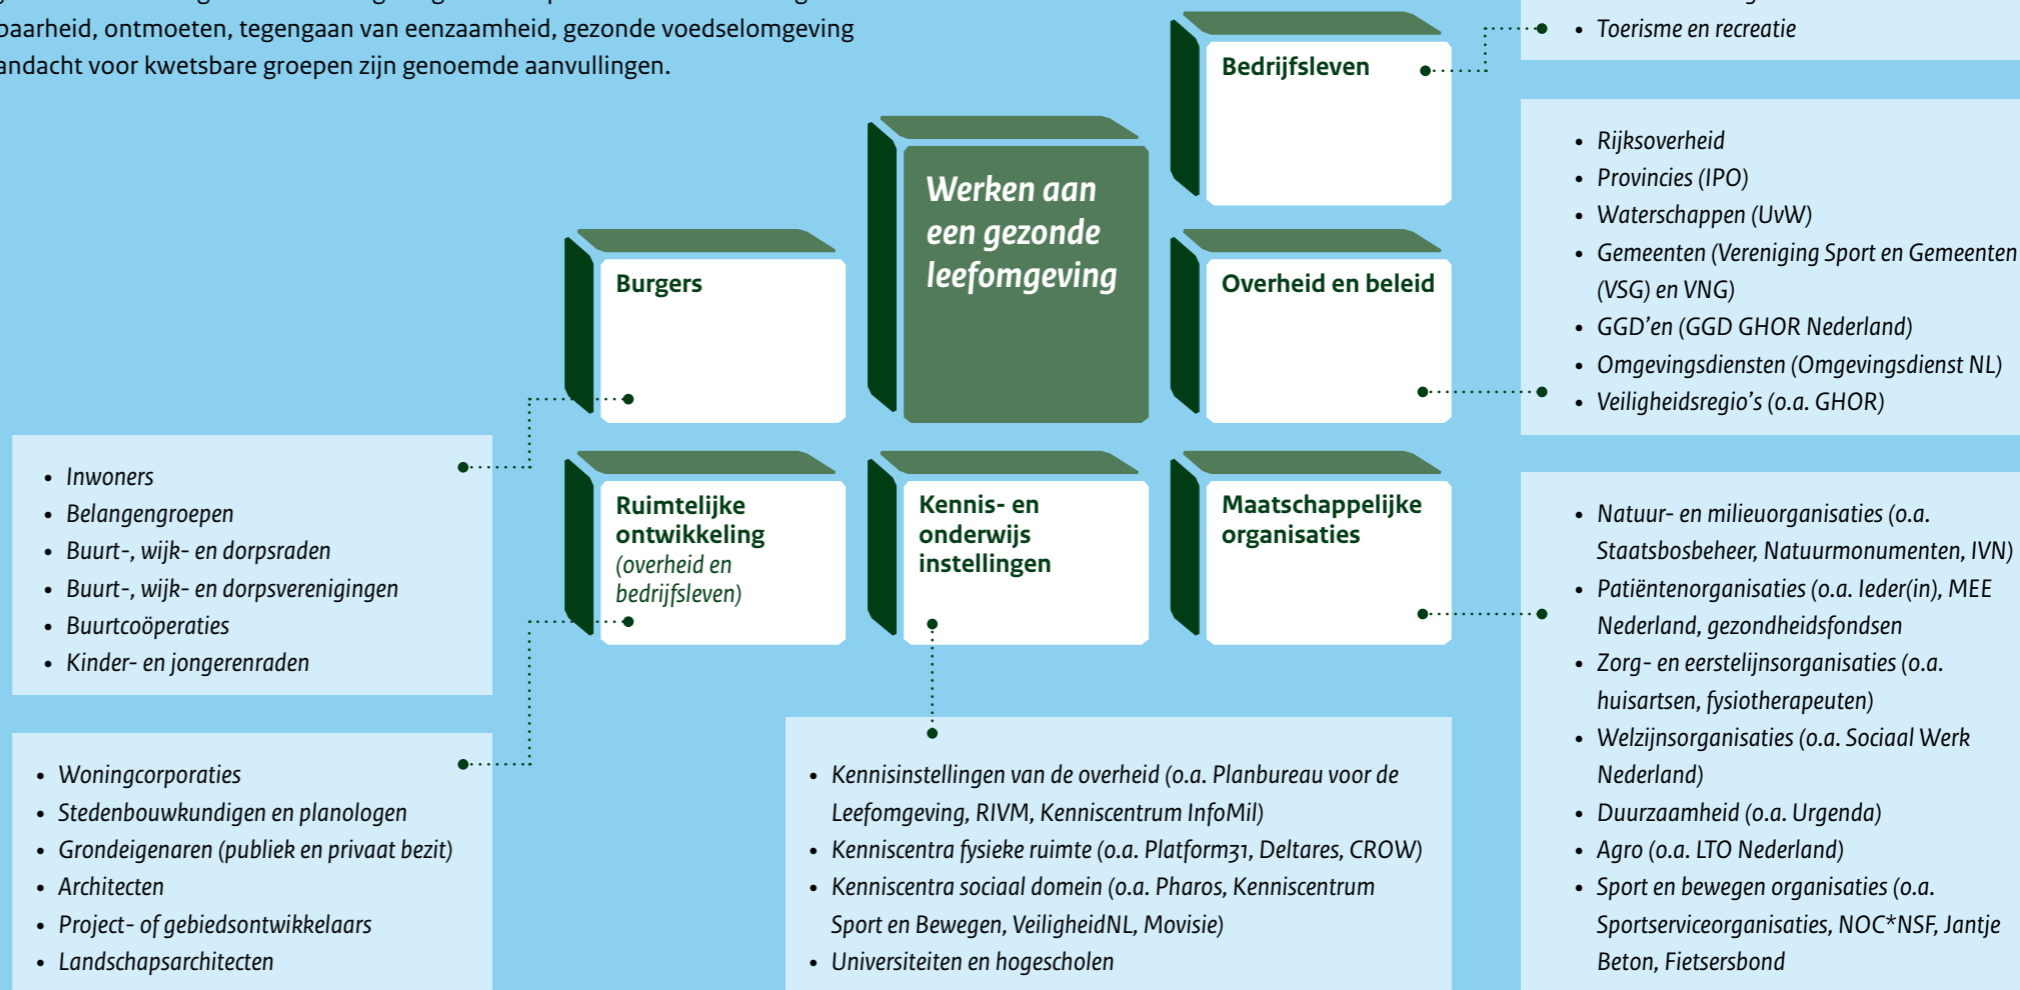 baarheid, ontmoeten, tegengaan van eenzaamheid, gezonde voedselomgeving
andacht voor kwetsbare groepen zijn genoemde aanvullingen.
Bedrijfsleven
• Toerisme en recreatie
Werken aan
een gezonde
leefomgeving
Burgers
Overheid en beleid
• Rijksoverheid
• Provincies (IPO)
• Waterschappen (UvW)
• Gemeenten (Vereniging Sport en Gemeenten
(VSG) en VNG)
• GGD’en (GGD GHOR Nederland)
• Omgevingsdiensten (Omgevingsdienst NL)
• Veiligheidsregio’s (o.a. GHOR)
• Inwoners
• Belangengroepen
• Buurt-, wijk- en dorpsraden
• Buurt-, wijk- en dorpsverenigingen
• Buurtcoöperaties
• Kinder- en jongerenraden
Ruimtelijke
ontwikkeling
(overheid en
bedrijfsleven)
Kennis- en
onderwijs
instellingen
Maatschappelijke
organisaties
• Natuur- en milieuorganisaties (o.a.
Staatsbosbeheer, Natuurmonumenten, IVN)
• Patiëntenorganisaties (o.a. Ieder(in), MEE
Nederland, gezondheidsfondsen
• Zorg- en eerstelijnsorganisaties (o.a.
huisartsen, fysiotherapeuten)
• Welzijnsorganisaties (o.a. Sociaal Werk
Nederland)
• Duurzaamheid (o.a. Urgenda)
• Agro (o.a. LTO Nederland)
• Sport en bewegen organisaties (o.a.
Sportserviceorganisaties, NOC*NSF, Jantje
Beton, Fietsersbond
• Woningcorporaties
• Stedenbouwkundigen en planologen
• Grondeigenaren (publiek en privaat bezit)
• Architecten
• Project- of gebiedsontwikkelaars
• Landschapsarchitecten
• Kennisinstellingen van de overheid (o.a. Planbureau voor de
Leefomgeving, RIVM, Kenniscentrum InfoMil)
• Kenniscentra fysieke ruimte (o.a. Platform31, Deltares, CROW)
• Kenniscentra sociaal domein (o.a. Pharos, Kenniscentrum
Sport en Bewegen, VeiligheidNL, Movisie)
• Universiteiten en hogescholen